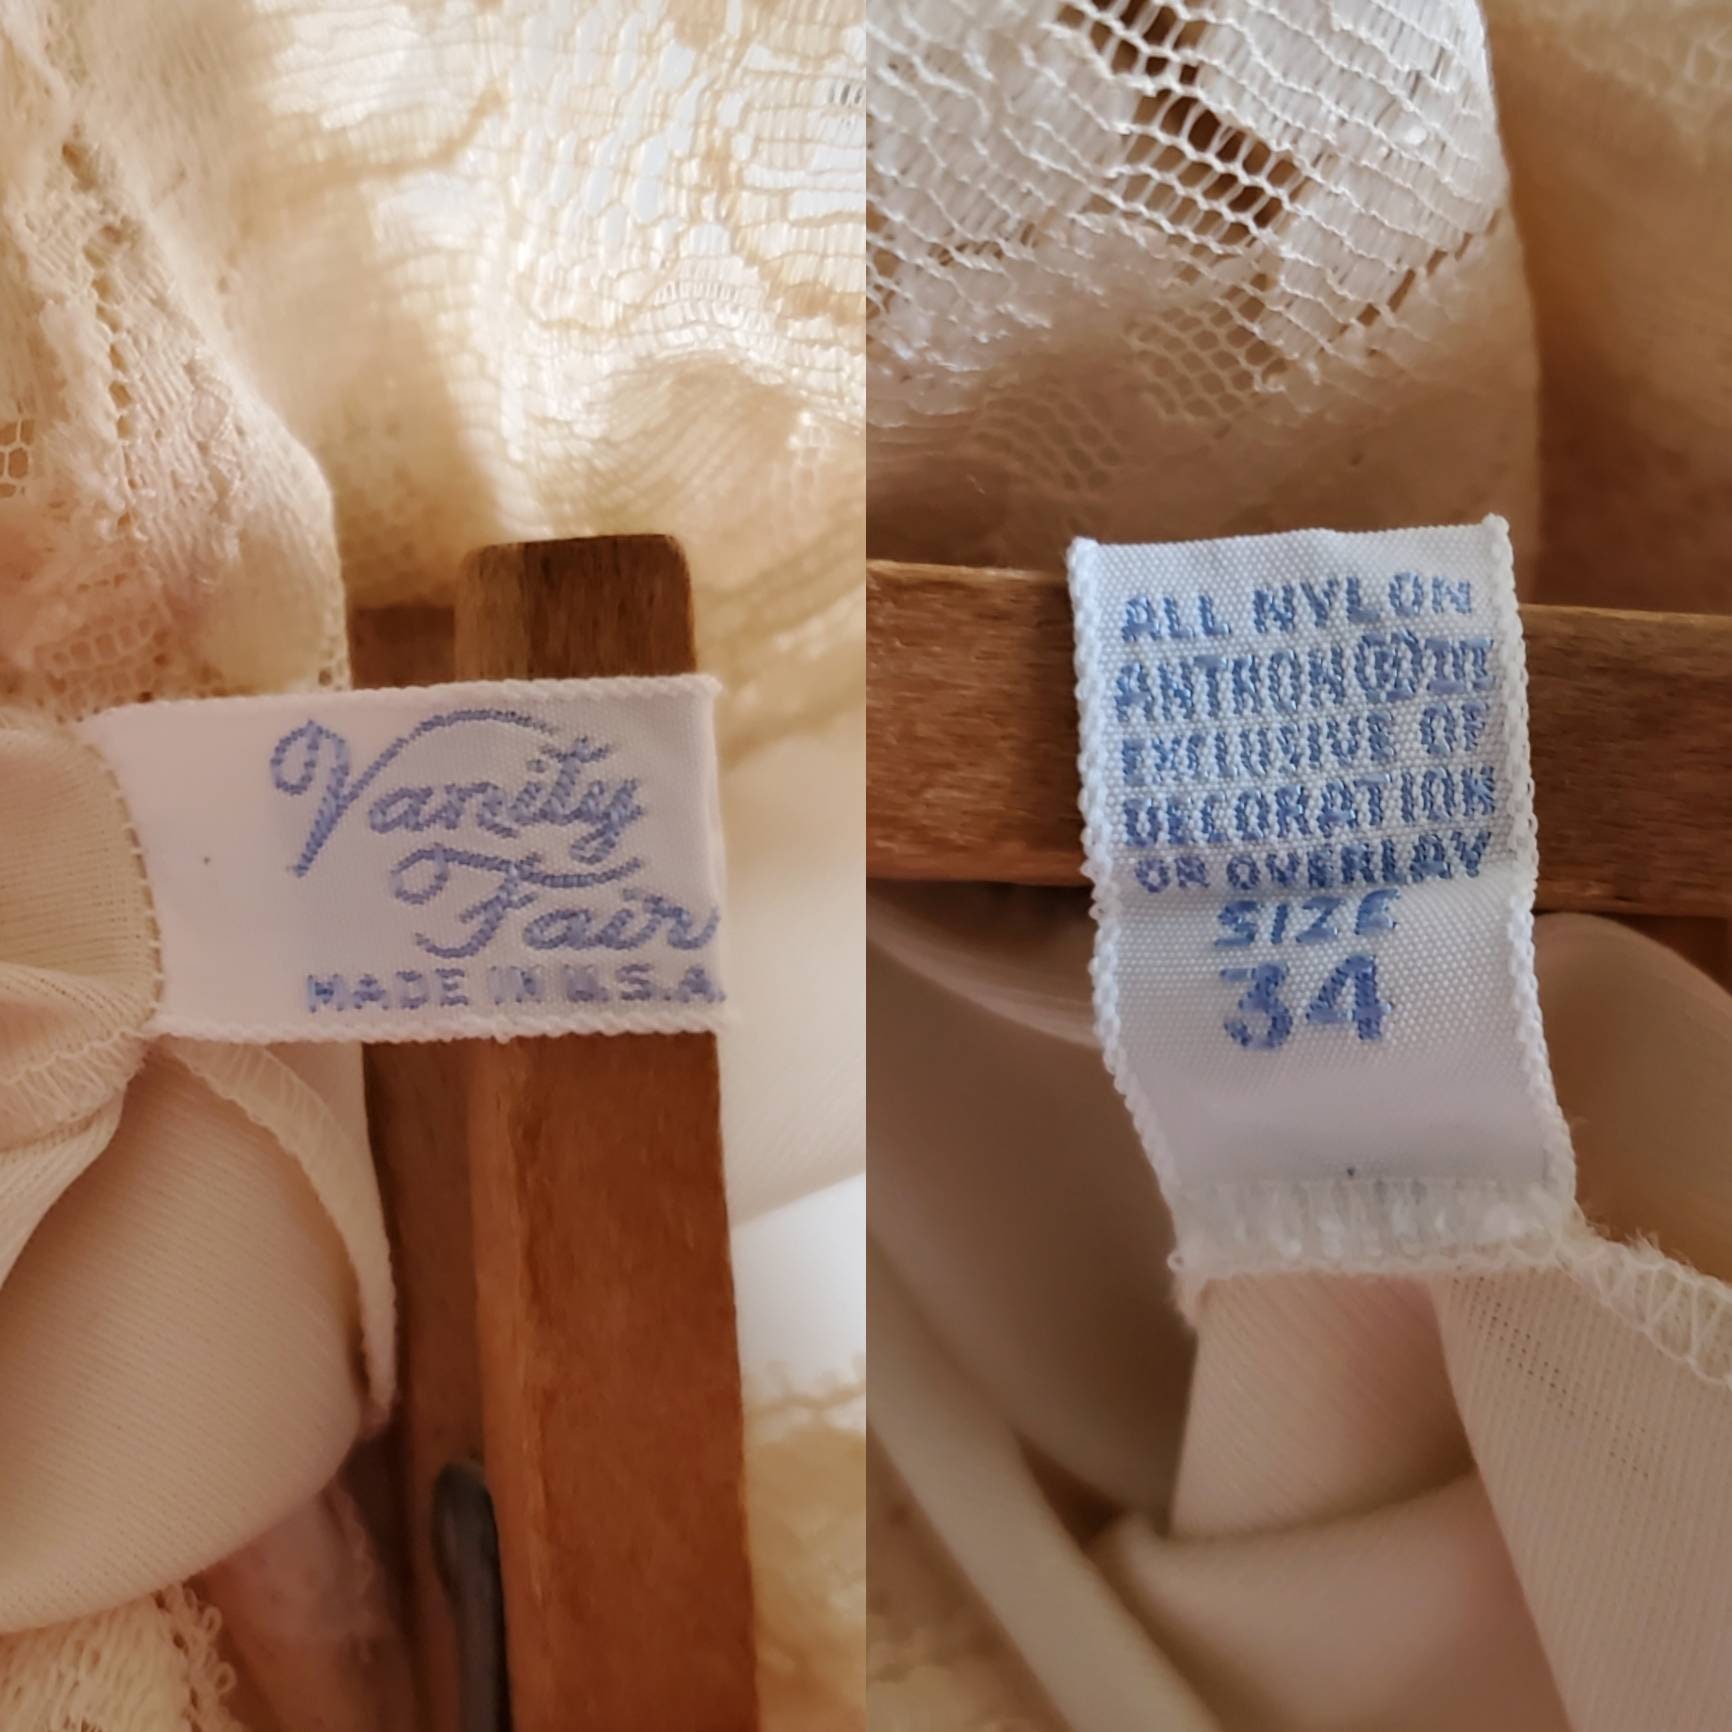 Vanity
Fair
MADE IN U.S.A.
ALL NYLON
ANTRON® III
EXCLUSIVE OF
DECORATION
OR OVERLAY
SIZE
34